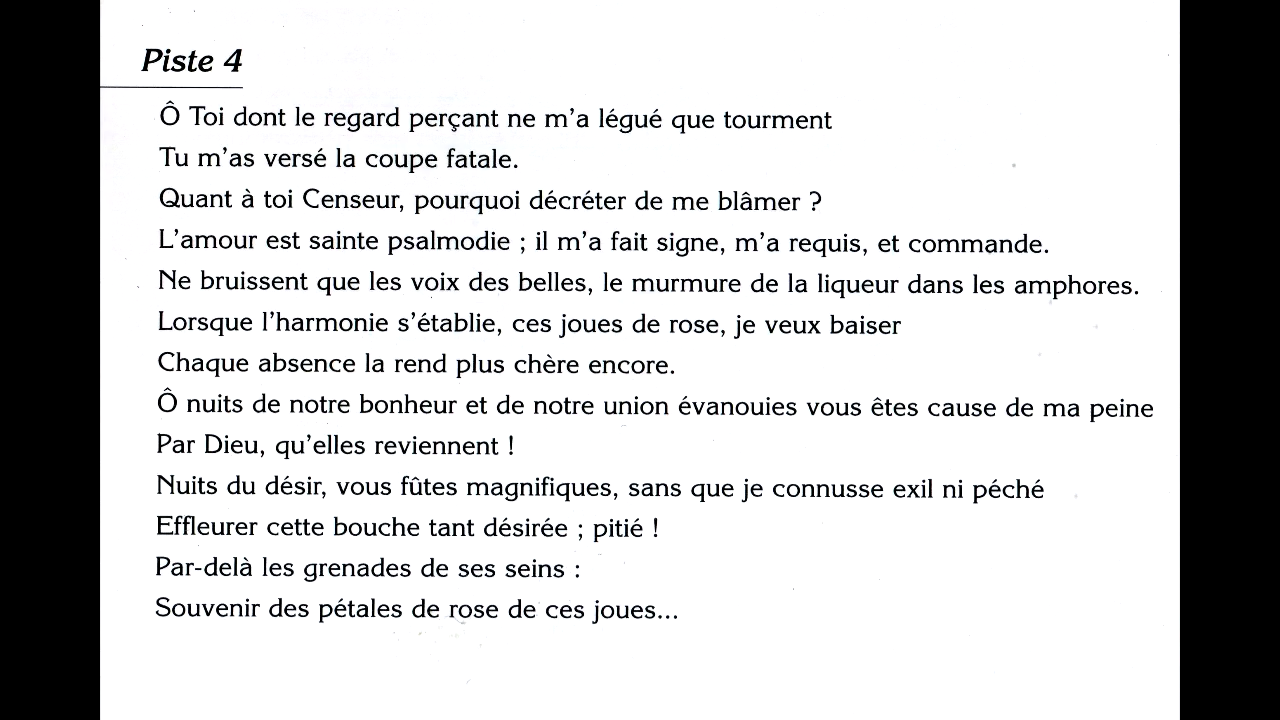 Piste 4
Ô Toi dont le regard perçant ne m'a légué que tourment
Tu m'as versé la coupe fatale.
Quant à toi Censeur, pourquoi décréter de me blâmer ?
L'amour est sainte psalmodie ; il m'a fait signe, m'a requis, et commande.
Ne bruissent que les voix des belles, le murmure de la liqueur dans les amphores.
Lorsque l'harmonie s'établie, ces joues de rose, je veux baiser
Chaque absence la rend plus chère encore.
Ô nuits de notre bonheur et de notre union évanouies vous êtes cause de ma peine
Par Dieu, qu'elles reviennent !
Nuits du désir, vous fûtes magnifiques, sans que je connusse exil ni péché
Effleurer cette bouche tant désirée ; pitié !
Par-delà les grenades de ses seins :
Souvenir des pétales de rose de ces joues...